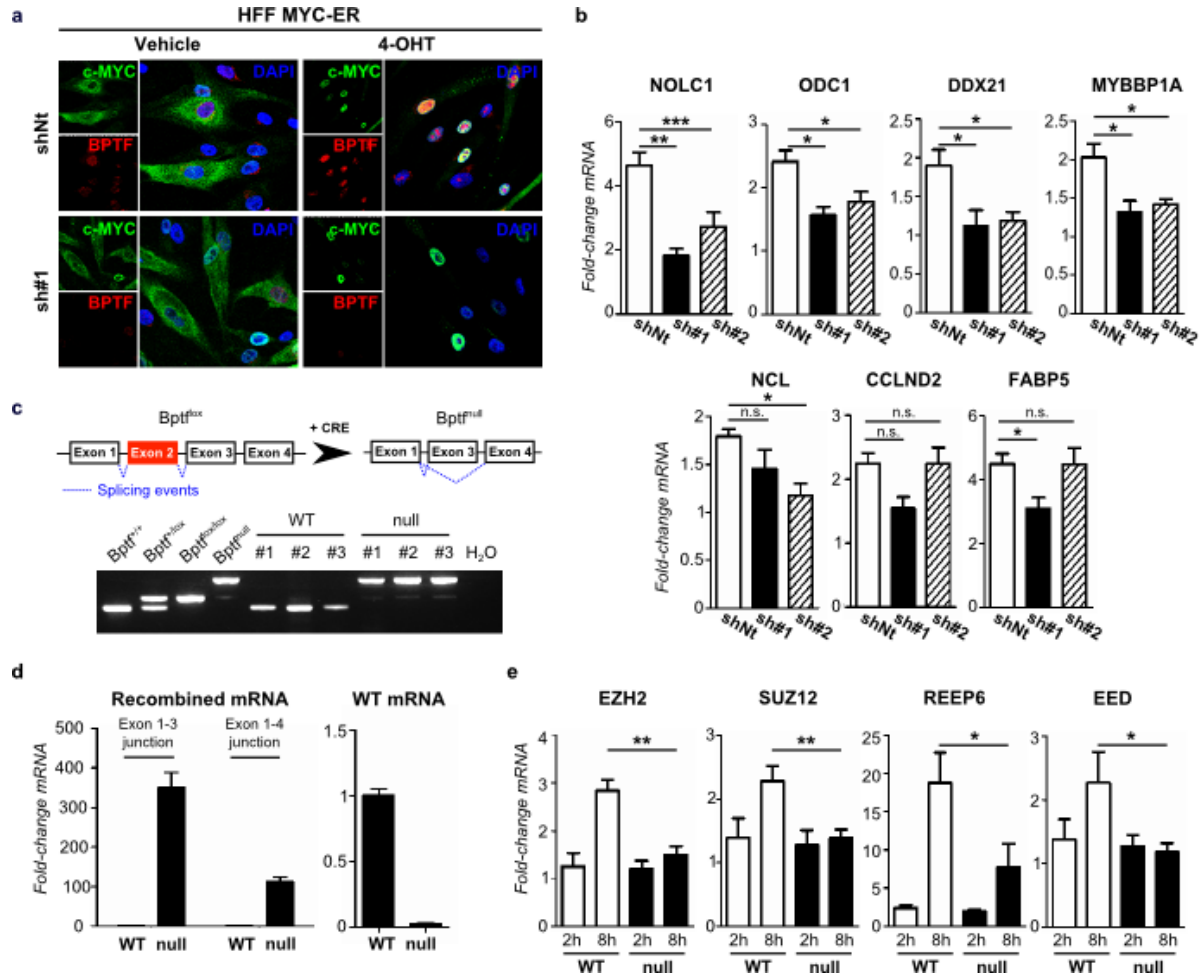 a
HFF MYC-ER
Vehicle
4-OHT
shNt
c-MYC
DAPI
c-MYC
DAPI
BPTF
BPTF
sh#1
c-MYC
DAPI
c-MYC
DAPI
BPTF
BPTF
b
NOLC1
ODC1
DDX21
MYBBP1A
Fold-change mRNA
6
4
2
0
***
**
shNt
sh#1
sh#2
3
2
1
0
*
*
shNt
sh#1
sh#2
2.5
2
1.5
1
0.5
0
*
*
shNt
sh#1
sh#2
2.5
2
1.5
1
0.5
0
*
*
shNt
sh#1
sh#2
NCL
CCLND2
FABP5
Fold-change mRNA
2
1.5
1
0.5
0
*
n.s.
shNt
sh#1
sh#2
3
2
1
0
n.s.
n.s.
shNt
sh#1
sh#2
6
4
2
0
n.s.
*
shNt
sh#1
sh#2
c
Bptf^flox
+ CRE
Bptf^null
Exon 1
Exon 2
Exon 3
Exon 4
Exon 1
Exon 3
Exon 4
Splicing events
Bptf^+/+
Bptf^+/lox
Bptf^flox/lox
Bptf^null
WT
null
#1 #2 #3
#1 #2 #3
H₂O
d
Recombined mRNA
WT mRNA
Exon 1-3
junction
Exon 1-4
junction
Fold-change mRNA
500
400
300
200
100
0
WT null
WT null
1.5
1
0.5
0
WT null
e
EZH2
SUZ12
REEP6
EED
Fold-change mRNA
4
3
2
1
0
**
2h 8h 2h 8h
WT null
3
2
1
0
**
2h 8h 2h 8h
WT null
25
20
15
10
5
0
*
2h 8h 2h 8h
WT null
3
2
1
0
*
2h 8h 2h 8h
WT null